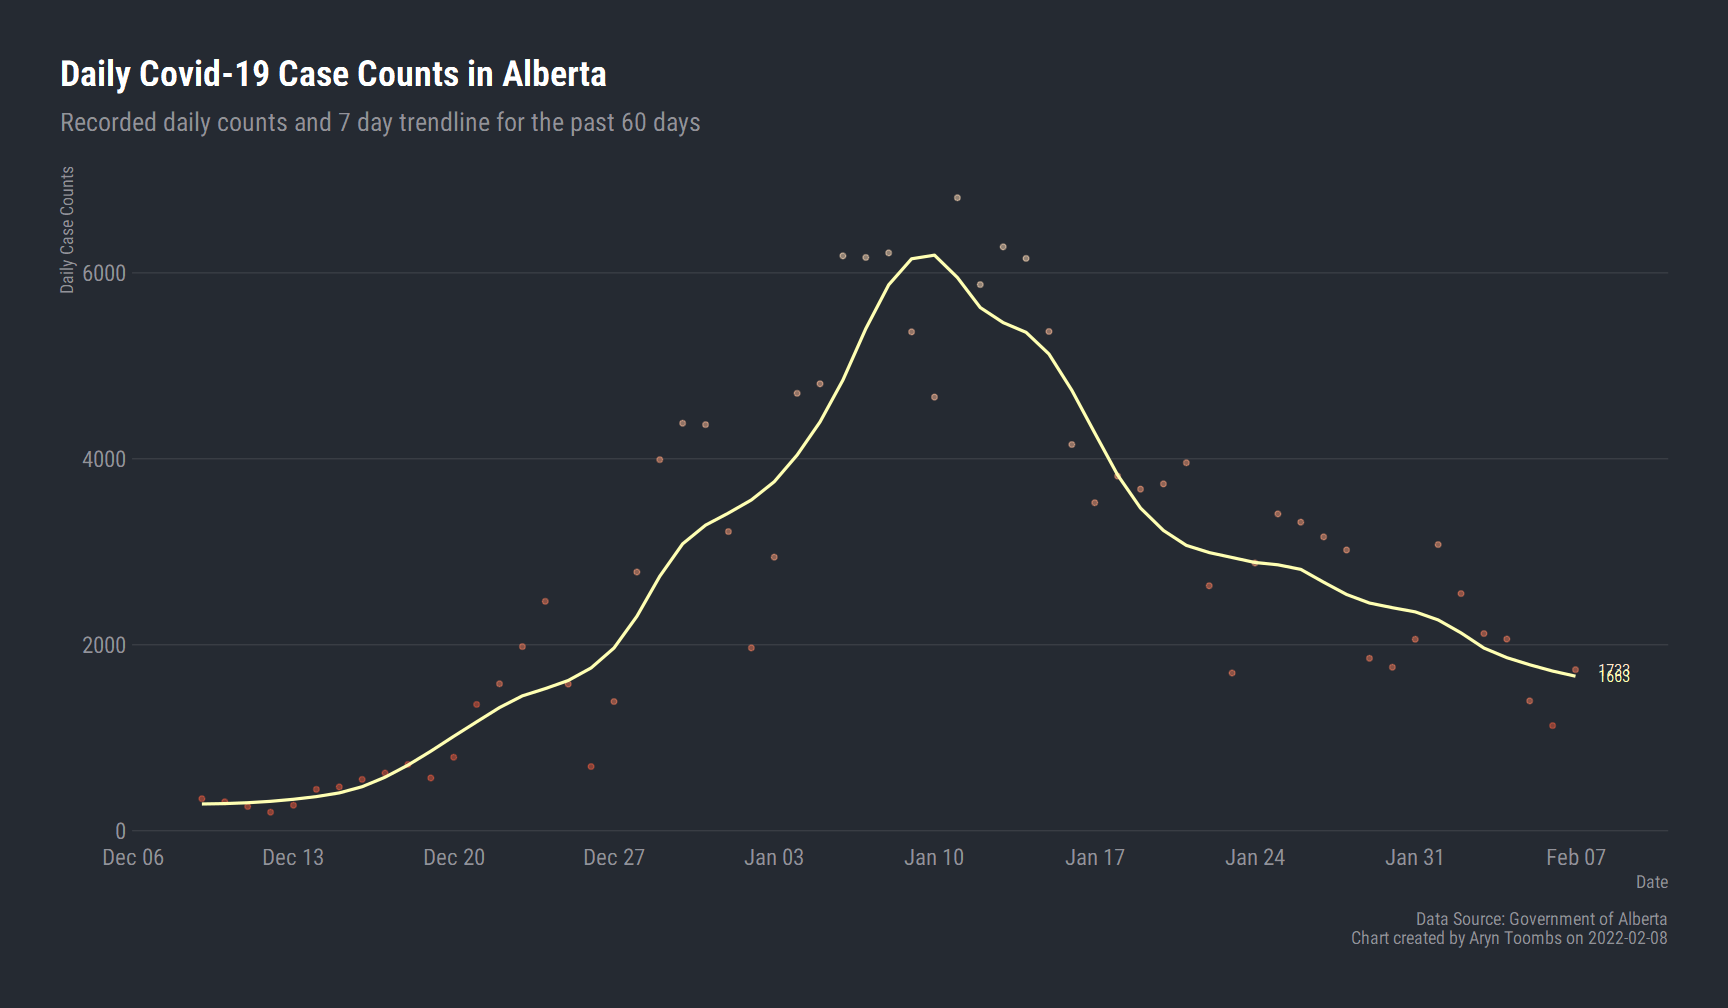 Daily Covid-19 Case Counts in Alberta
Recorded daily counts and 7 day trendline for the past 60 days
Daily Case Counts
6000
4000
2000
0
1733
1663
Dec 06 Dec 13 Dec 20 Dec 27 Jan 03 Jan 10 Jan 17 Jan 24 Jan 31 Feb 07
Date
Data Source: Government of Alberta
Chart created by Aryn Toombs on 2022-02-08